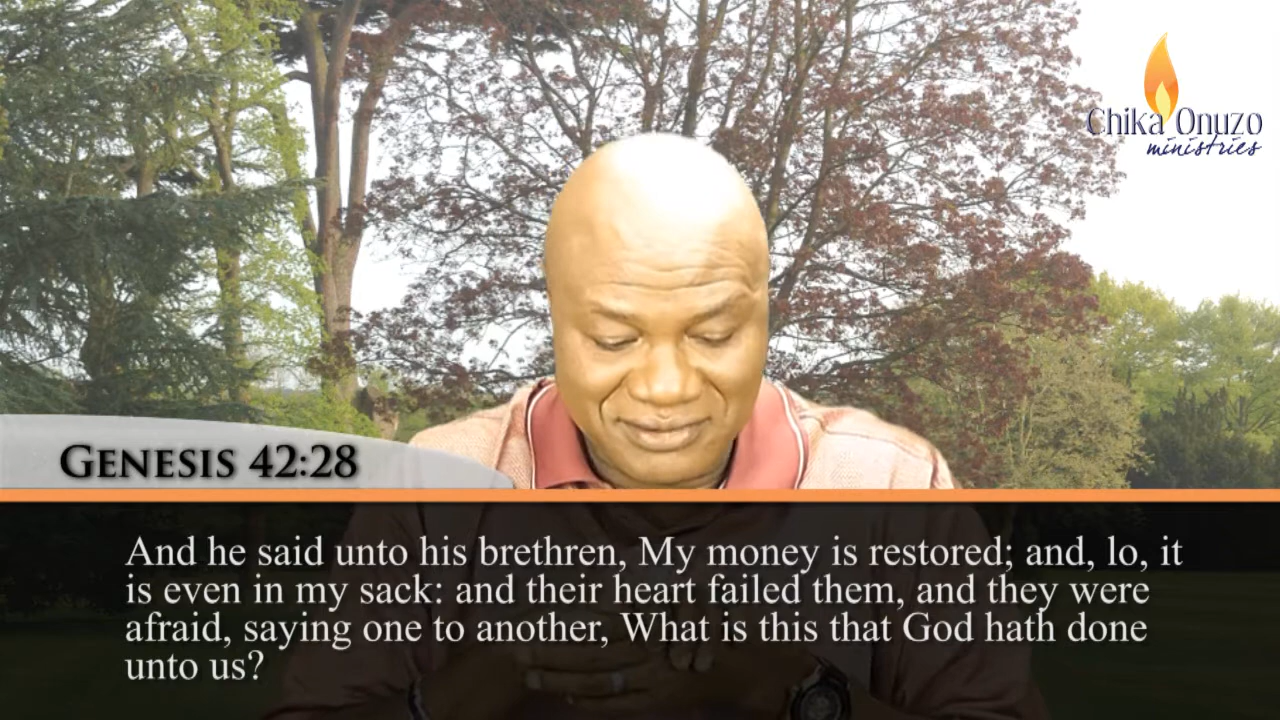 Chika Onuzo
ministries
Genesis 42:28
And he said unto his brethren, My money is restored; and, lo, it
is even in my sack: and their heart failed them, and they were
afraid, saying one to another, What is this that God hath done
unto us?